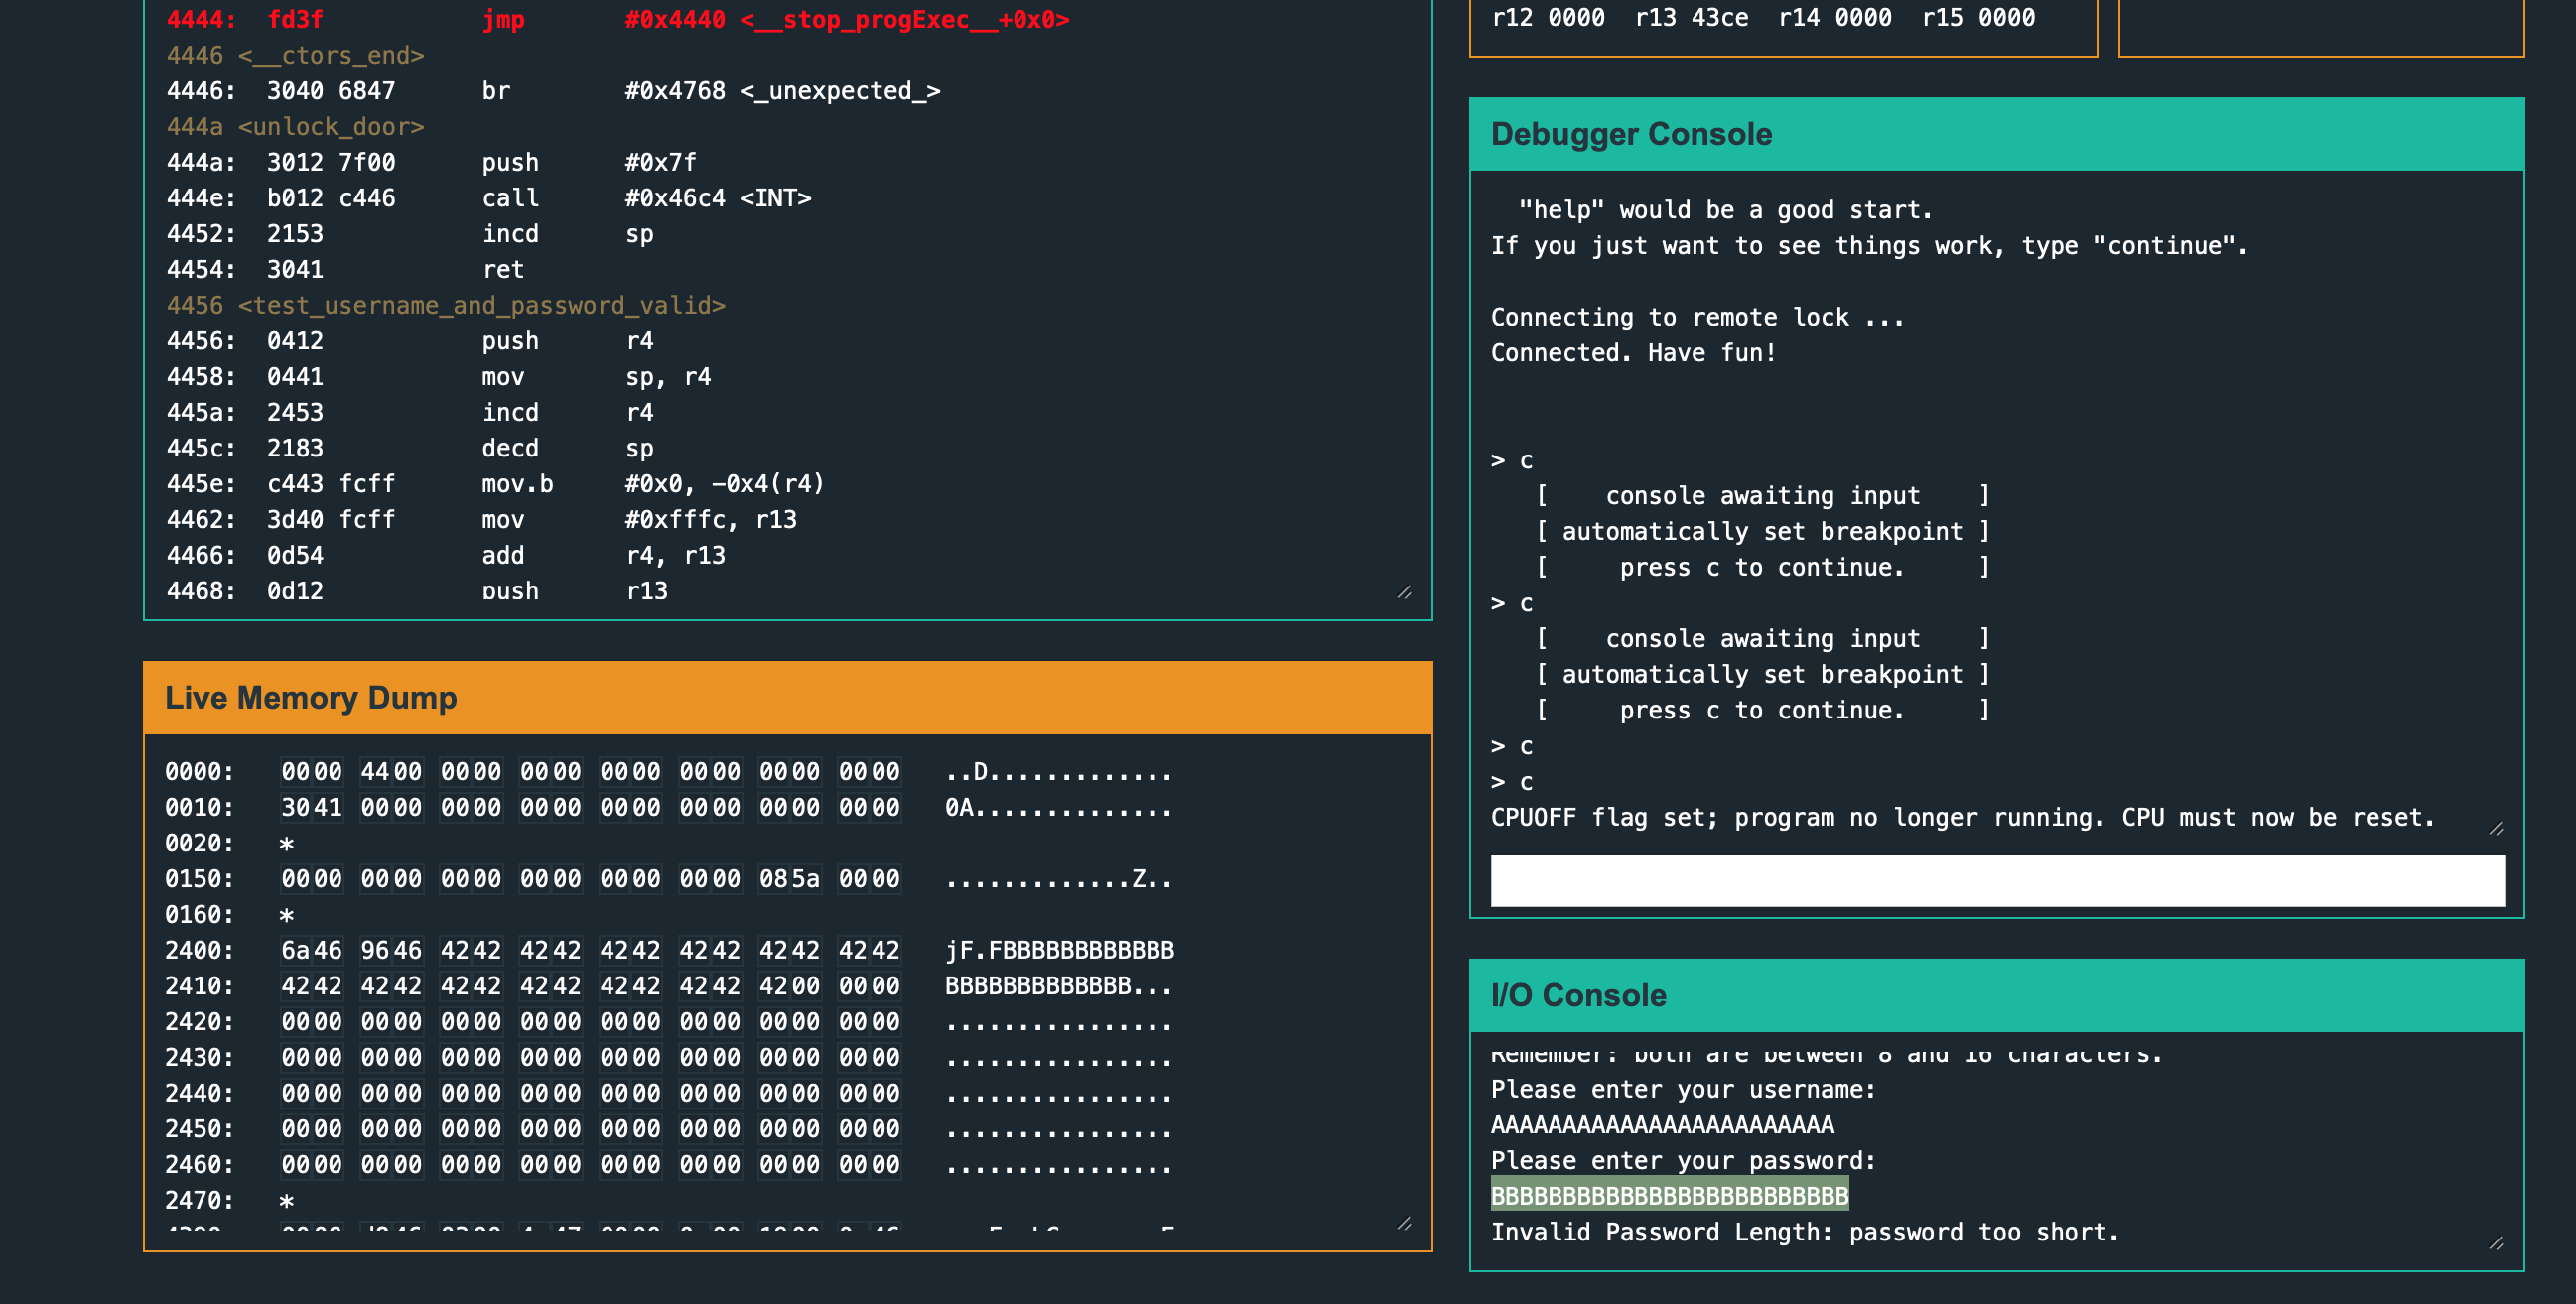 4444: fd3f jmp #0x4440 <__stop_progExec__+0x0>
4446 <__ctors_end>
4446: 3040 6847 br #0x4768 <_unexpected_>
444a <unlock_door>
444a: 3012 7f00 push #0x7f
444e: b012 c446 call #0x46c4 <INT>
4452: 2153 incd sp
4454: 3041 ret
4456 <test_username_and_password_valid>
4456: 0412 push r4
4458: 0441 mov sp, r4
445a: 2453 incd r4
445c: 2183 decd sp
445e: c443 fcff mov.b #0x0, -0x4(r4)
4462: 3d40 fcff mov #0xfffc, r13
4466: 0d54 add r4, r13
4468: 0d12 push r13
Live Memory Dump
0000: 0000 4400 0000 0000 0000 0000 0000 0000 ..D.............
0010: 3041 0000 0000 0000 0000 0000 0000 0000 0A..............
0020: *
0150: 0000 0000 0000 0000 0000 0000 085a 0000 .............Z..
0160: *
2400: 6a46 9646 4242 4242 4242 4242 4242 4242 jF.FBBBBBBBBBBBB
2410: 4242 4242 4242 4242 4242 4242 4200 0000 BBBBBBBBBBBBB...
2420: 0000 0000 0000 0000 0000 0000 0000 0000 ................
2430: 0000 0000 0000 0000 0000 0000 0000 0000 ................
2440: 0000 0000 0000 0000 0000 0000 0000 0000 ................
2450: 0000 0000 0000 0000 0000 0000 0000 0000 ................
2460: 0000 0000 0000 0000 0000 0000 0000 0000 ................
2470: *
r12 0000 r13 43ce r14 0000 r15 0000
Debugger Console
"help" would be a good start.
If you just want to see things work, type "continue".
Connecting to remote lock ...
Connected. Have fun!
> c
[ console awaiting input ]
[ automatically set breakpoint ]
[ press c to continue. ]
> c
[ console awaiting input ]
[ automatically set breakpoint ]
[ press c to continue. ]
> c
> c
CPUOFF flag set; program no longer running. CPU must now be reset.
I/O Console
Remember: both are between 8 and 16 characters.
Please enter your username:
AAAAAAAAAAAAAAAAAAAAAAAA
Please enter your password:
BBBBBBBBBBBBBBBBBBBBBBBBB
Invalid Password Length: password too short.